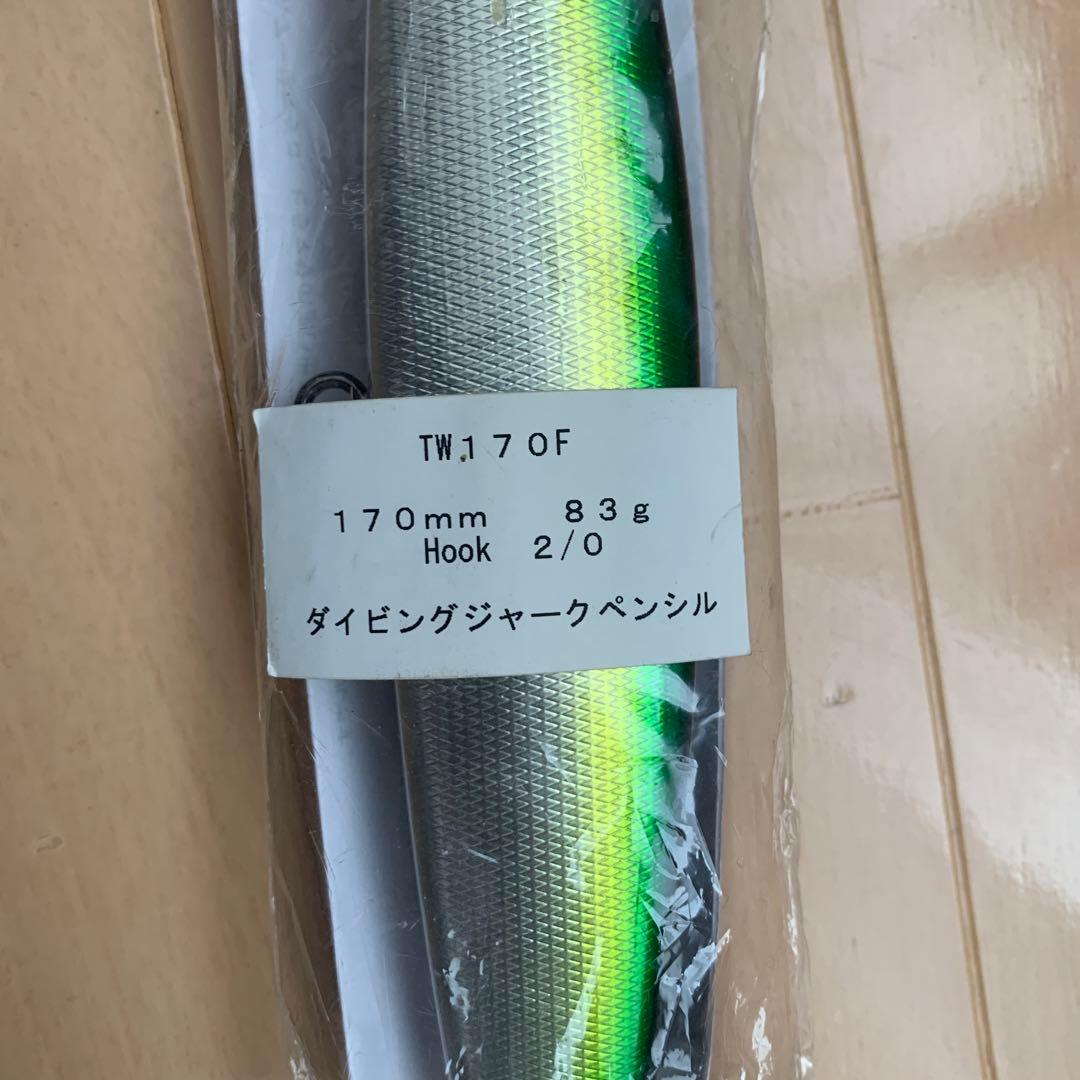 TW170F
170mm 83g
Hook 2/0
ダイビングジャークペンシル